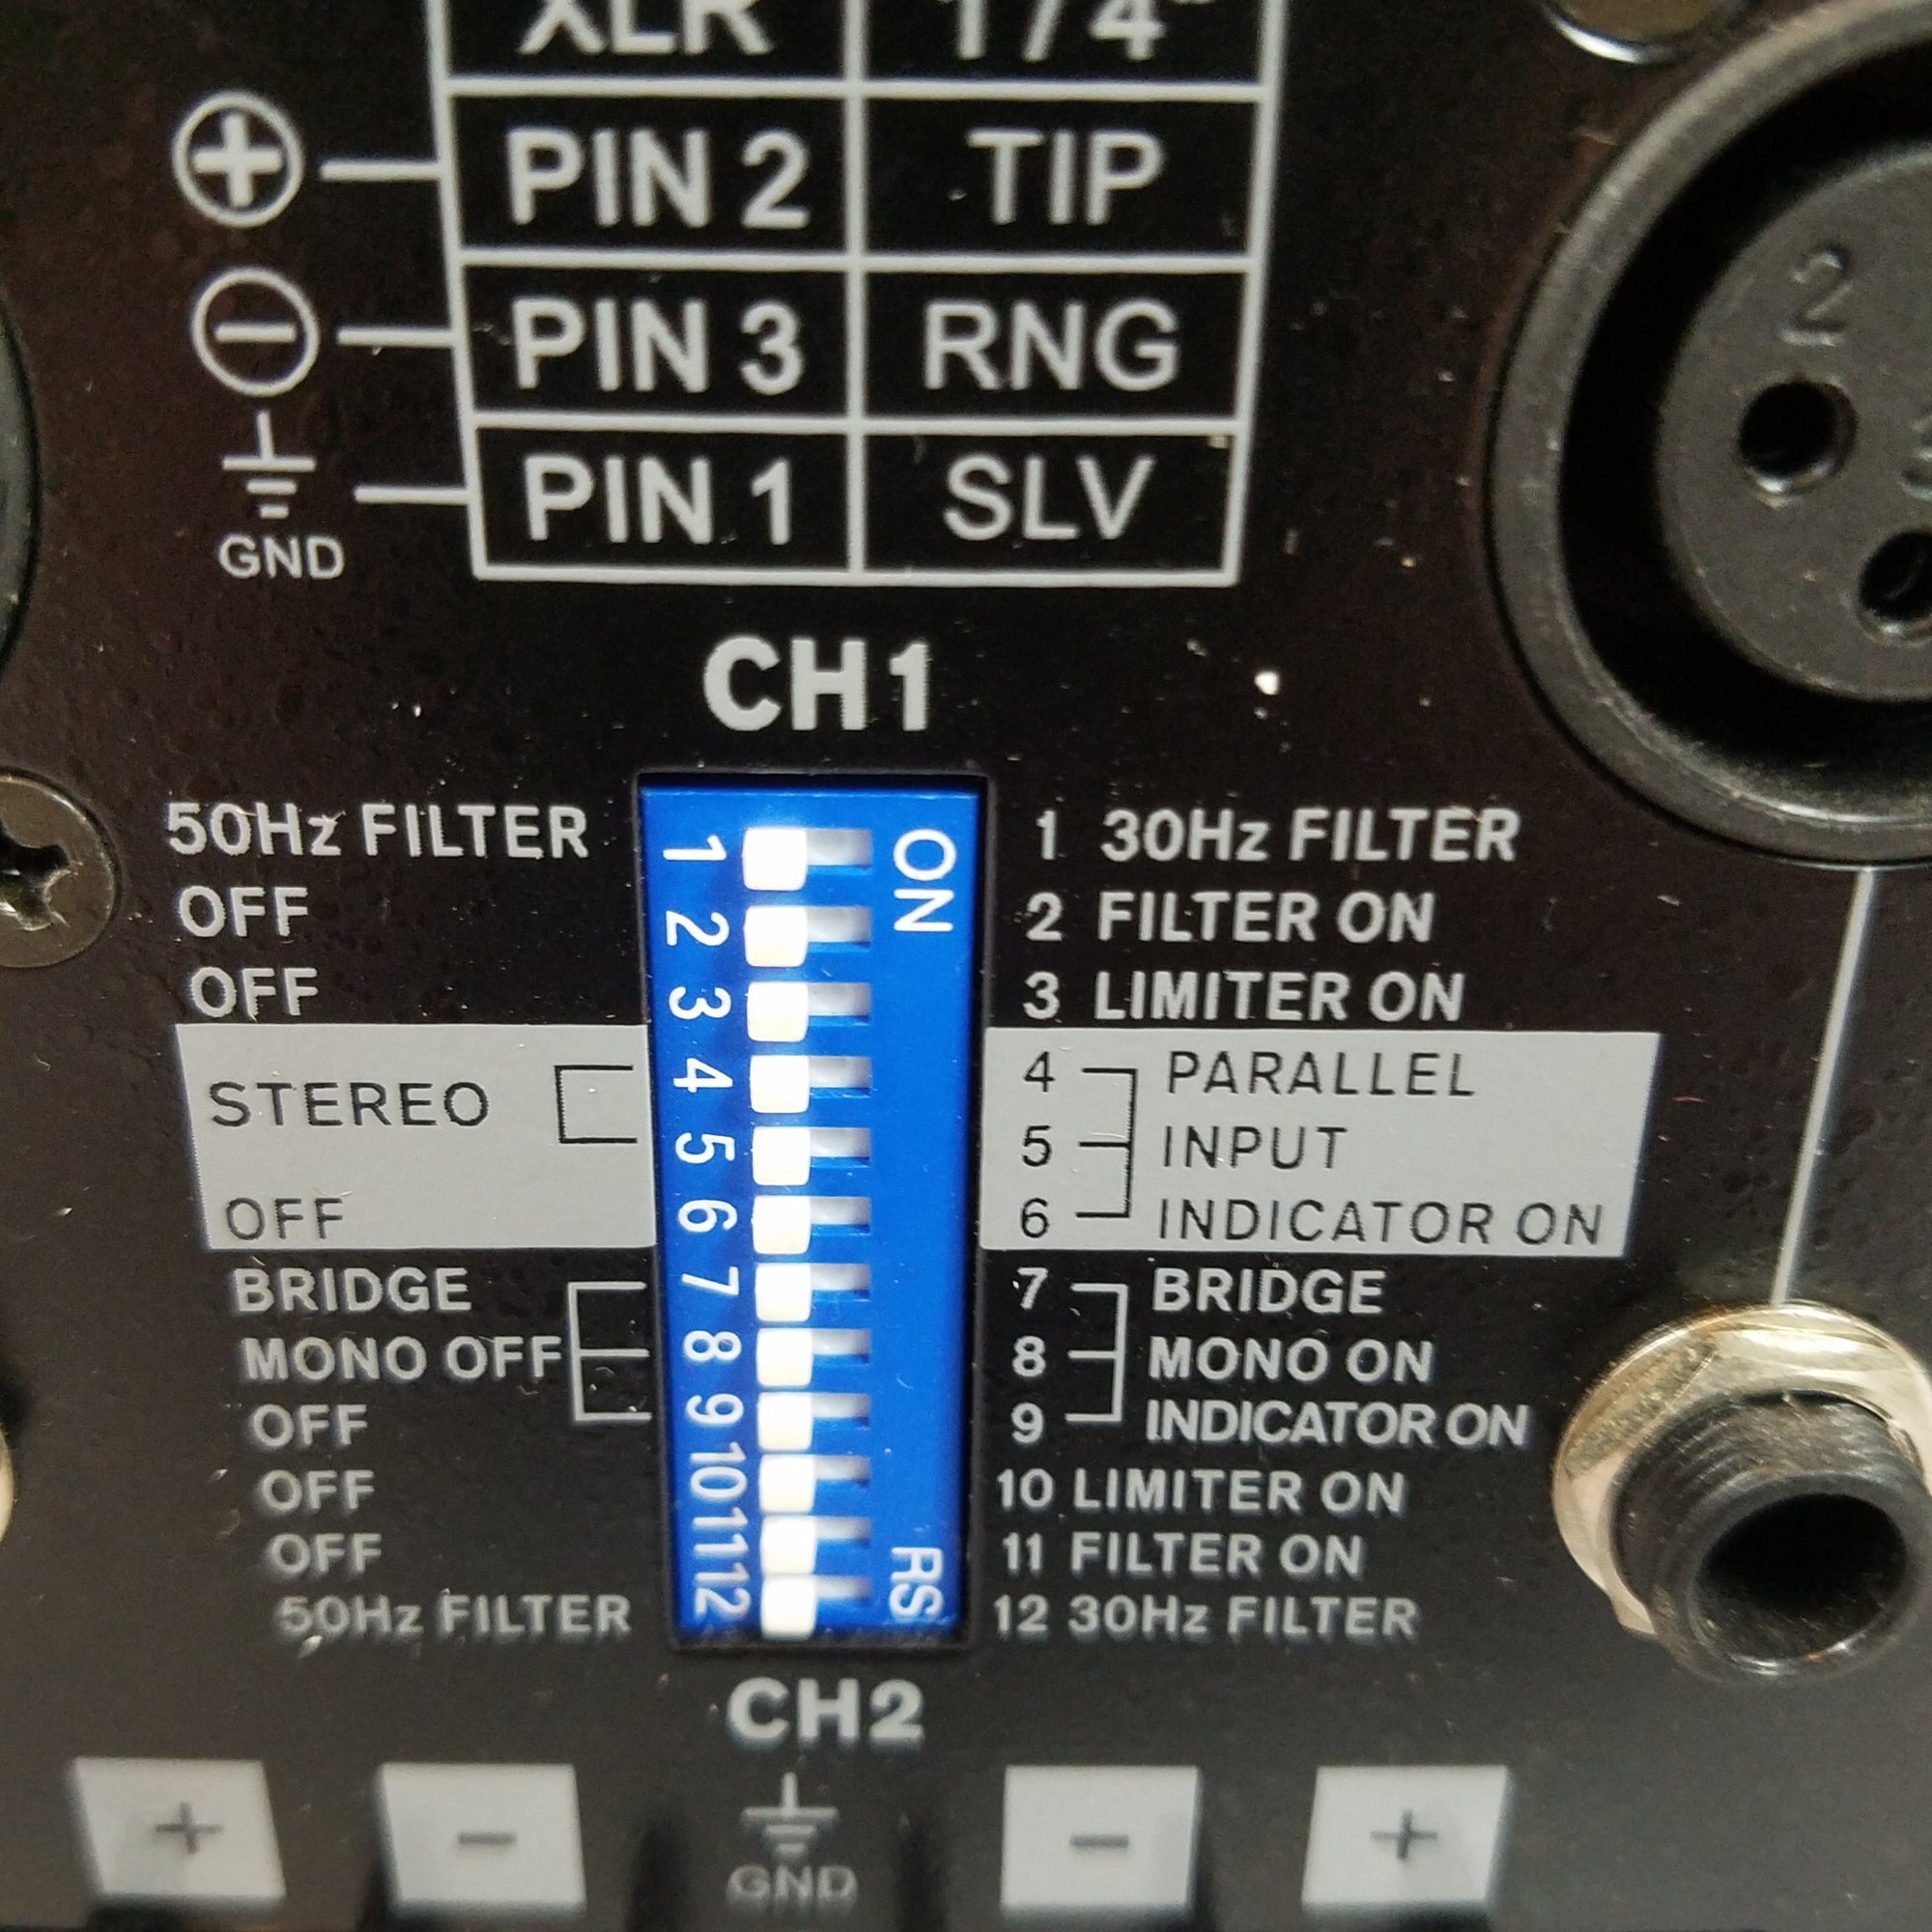 XLR 1/4"
PIN 2 TIP
PIN 3 RNG
PIN 1 SLV
GND
2
CH1
50Hz FILTER 1 ON 1 30Hz FILTER
OFF 2 2 FILTER ON
OFF 3 3 LIMITER ON
STEREO 4 4 PARALLEL
5 5 INPUT
OFF 6 6 INDICATOR ON
BRIDGE 7 7 BRIDGE
MONO OFF 8 8 MONO ON
OFF 9 9 INDICATOR ON
OFF 10 10 LIMITER ON
OFF 11 11 FILTER ON
50Hz FILTER 12 RS 12 30Hz FILTER
CH2
+ - - +
GND